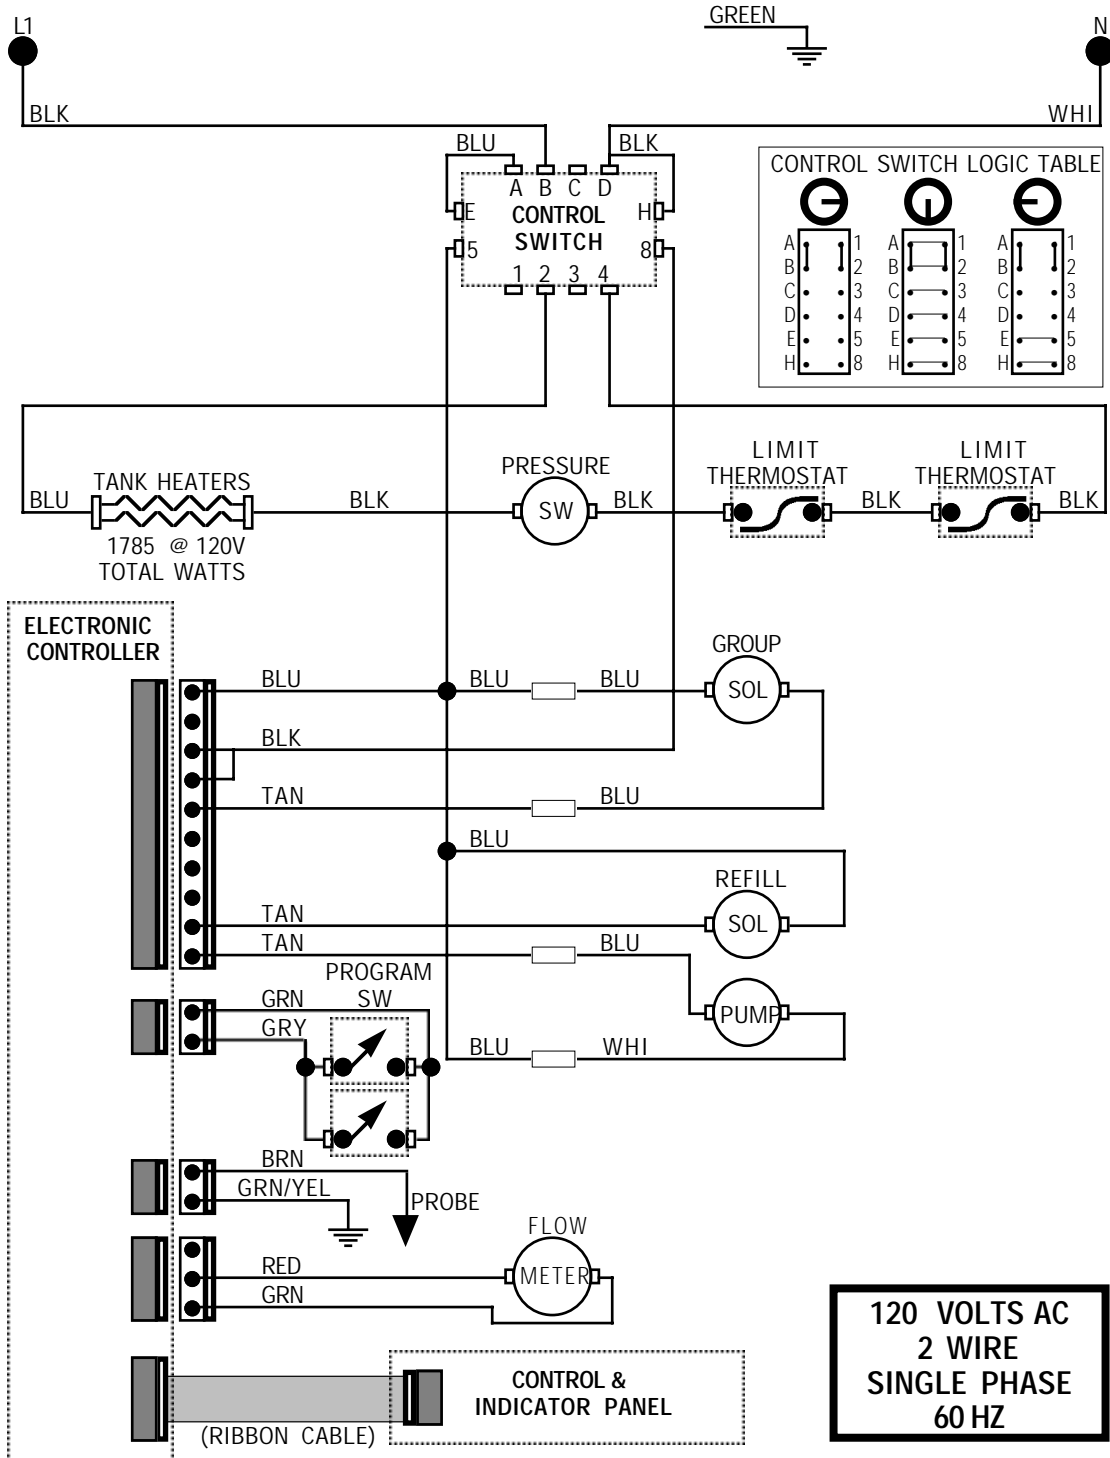 L1
GREEN
N
BLK
WHI
BLU
BLK
A B C D
E
CONTROL
SWITCH
H
5
8
1 2 3 4
CONTROL SWITCH LOGIC TABLE
A 1 A 1 A 1
B 2 B 2 B 2
C 3 C 3 C 3
D 4 D 4 D 4
E 5 E 5 E 5
H 8 H 8 H 8
TANK HEATERS
PRESSURE
LIMIT
THERMOSTAT
LIMIT
THERMOSTAT
BLU
BLK
SW
BLK
BLK
BLK
1785 @ 120V
TOTAL WATTS
ELECTRONIC
CONTROLLER
GROUP
BLU
BLU
BLU
SOL
BLK
TAN
BLU
BLU
REFILL
TAN
SOL
TAN
BLU
PROGRAM
SW
GRN
GRY
PUMP
BLU
WHI
BRN
GRN/YEL
PROBE
FLOW
METER
RED
GRN
CONTROL &
INDICATOR PANEL
(RIBBON CABLE)
120 VOLTS AC
2 WIRE
SINGLE PHASE
60 HZ